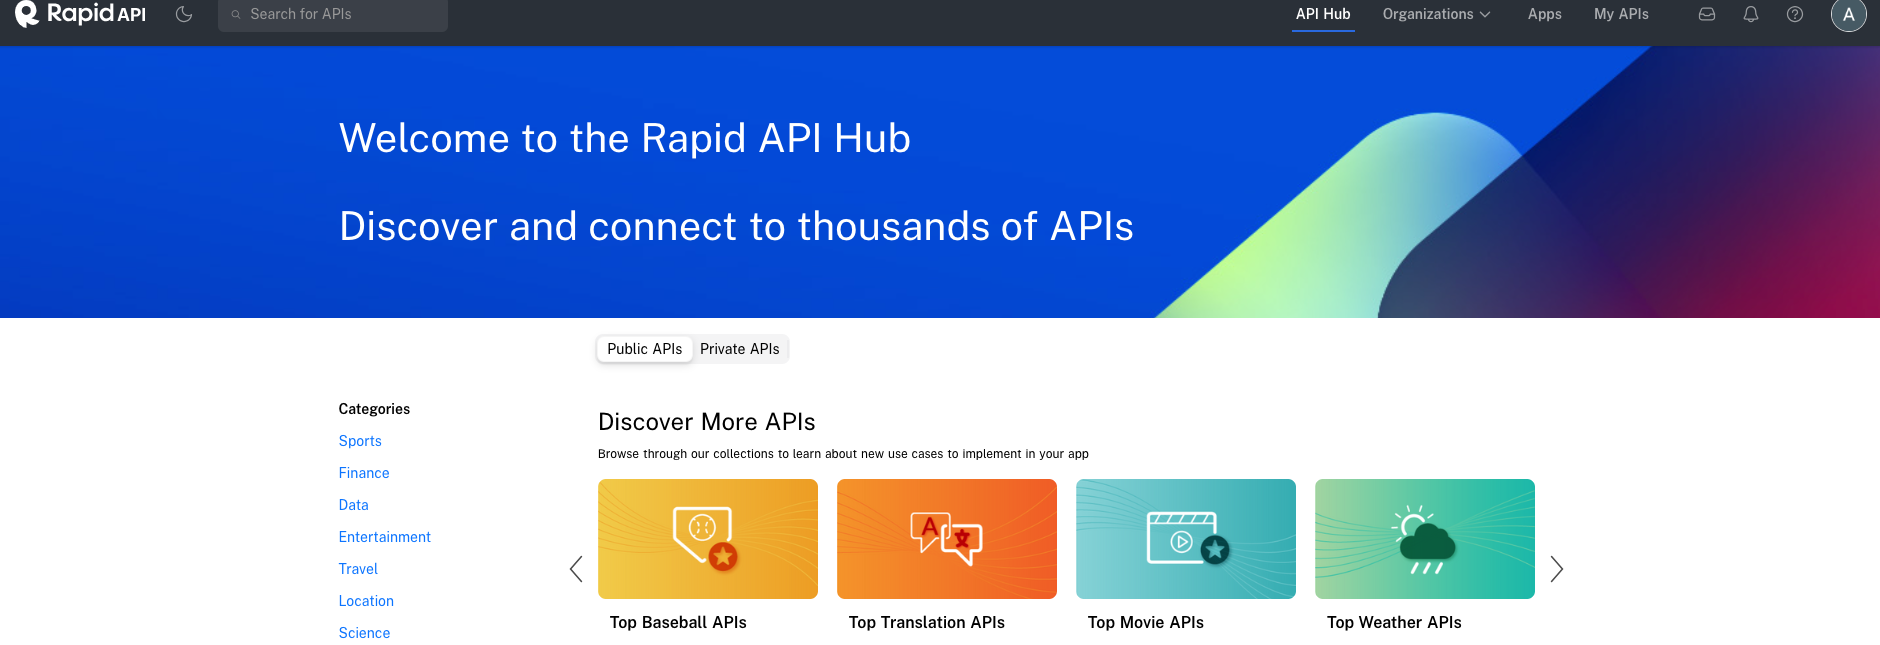 Rapid API
Search for APIs
API Hub
Organizations
Apps
My APIs
A
Welcome to the Rapid API Hub
Discover and connect to thousands of APIs
Public APIs
Private APIs
Categories
Sports
Finance
Data
Entertainment
Travel
Location
Science
Discover More APIs
Browse through our collections to learn about new use cases to implement in your app
A 文
Top Baseball APIs
Top Translation APIs
Top Movie APIs
Top Weather APIs